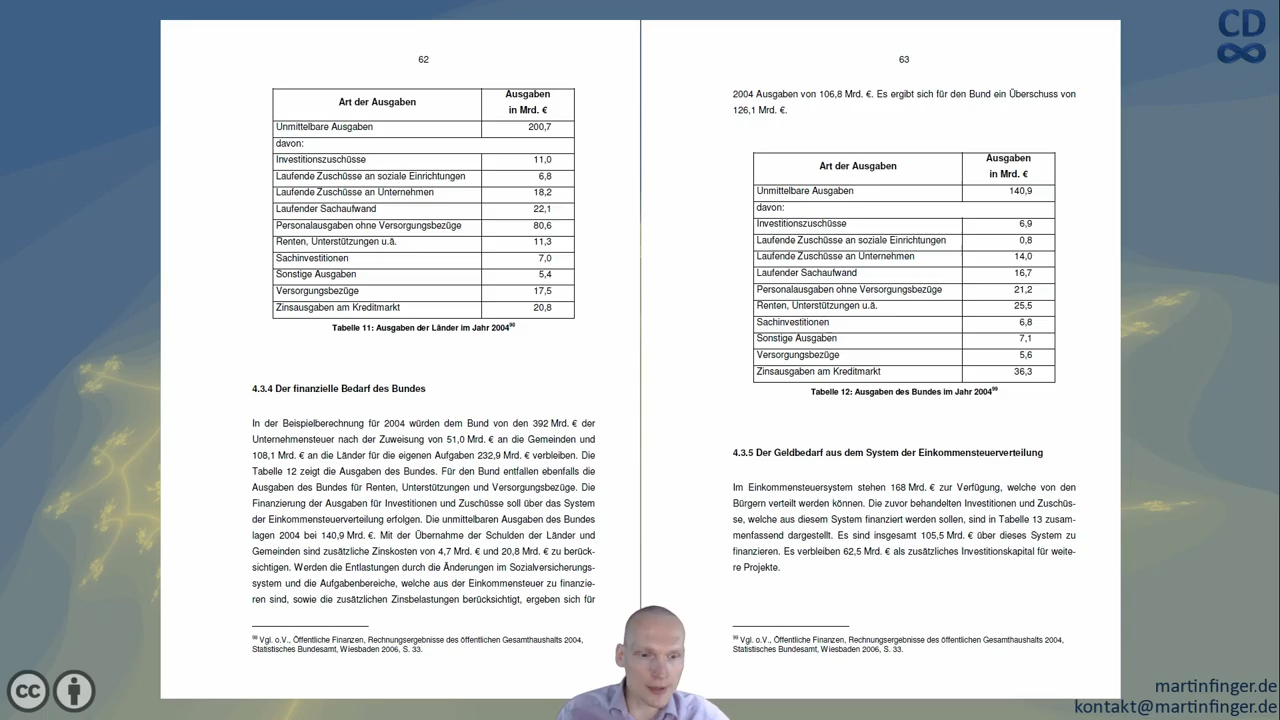 62
Art der Ausgaben Ausgaben in Mrd. €
Unmittelbare Ausgaben 200,7
davon:
Investitionszuschüsse 11,0
Laufende Zuschüsse an soziale Einrichtungen 6,8
Laufende Zuschüsse an Unternehmen 18,2
Laufender Sachaufwand 22,1
Personalausgaben ohne Versorgungsbezüge 80,6
Renten, Unterstützungen u.ä. 11,3
Sachinvestitionen 7,0
Sonstige Ausgaben 5,4
Versorgungsbezüge 17,5
Zinsausgaben am Kreditmarkt 20,8
Tabelle 11: Ausgaben der Länder im Jahr 2004⁹⁸
4.3.4 Der finanzielle Bedarf des Bundes
In der Beispielberechnung für 2004 würden dem Bund von den 392 Mrd. € der
Unternehmensteuer nach der Zuweisung von 51,0 Mrd. € an die Gemeinden und
108,1 Mrd. € an die Länder für die eigenen Aufgaben 232,9 Mrd. € verbleiben. Die
Tabelle 12 zeigt die Ausgaben des Bundes. Für den Bund entfallen ebenfalls die
Ausgaben des Bundes für Renten, Unterstützungen und Versorgungsbezüge. Die
Finanzierung der Ausgaben für Investitionen und Zuschüsse soll über das System
der Einkommensteuerverteilung erfolgen. Die unmittelbaren Ausgaben des Bundes
lagen 2004 bei 140,9 Mrd. €. Mit der Übernahme der Schulden der Länder und
Gemeinden sind zusätzliche Zinskosten von 4,7 Mrd. € und 20,8 Mrd. € zu berück-
sichtigen. Werden die Entlastungen durch die Änderungen im Sozialversicherungs-
system und die Aufgabenbereiche, welche aus der Einkommensteuer zu finanzie-
ren sind, sowie die zusätzlichen Zinsbelastungen berücksichtigt, ergeben sich für
⁹⁸ Vgl. o.V., Öffentliche Finanzen, Rechnungsergebnisse des öffentlichen Gesamthaushalts 2004,
Statistisches Bundesamt, Wiesbaden 2006, S. 33.
63
2004 Ausgaben von 106,8 Mrd. €. Es ergibt sich für den Bund ein Überschuss von
126,1 Mrd. €.
Art der Ausgaben Ausgaben in Mrd. €
Unmittelbare Ausgaben 140,9
davon:
Investitionszuschüsse 6,9
Laufende Zuschüsse an soziale Einrichtungen 0,8
Laufende Zuschüsse an Unternehmen 14,0
Laufender Sachaufwand 16,7
Personalausgaben ohne Versorgungsbezüge 21,2
Renten, Unterstützungen u.ä. 25,5
Sachinvestitionen 6,8
Sonstige Ausgaben 7,1
Versorgungsbezüge 5,6
Zinsausgaben am Kreditmarkt 36,3
Tabelle 12: Ausgaben des Bundes im Jahr 2004⁹⁹
4.3.5 Der Geldbedarf aus dem System der Einkommensteuerverteilung
Im Einkommensteuersystem stehen 168 Mrd. € zur Verfügung, welche von den
Bürgern verteilt werden können. Die zuvor behandelten Investitionen und Zuschüs-
se, welche aus diesem System finanziert werden sollen, sind in Tabelle 13 zusam-
menfassend dargestellt. Es sind insgesamt 105,5 Mrd. € über dieses System zu
finanzieren. Es verbleiben 62,5 Mrd. € als zusätzliches Investitionskapital für weite-
re Projekte.
⁹⁹ Vgl. o.V., Öffentliche Finanzen, Rechnungsergebnisse des öffentlichen Gesamthaushalts 2004,
Statistisches Bundesamt, Wiesbaden 2006, S. 33.
CD
cc
martinfinger.de
kontakt@martinfinger.de